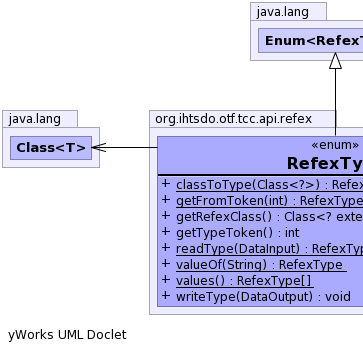 java.lang
Enum<RefexT
java.lang
Class<T>
org.ihtsdo.otf.tcc.api.refex
«enum»
RefexTy
+ classToType(Class<?>) : Refe
+ getFromToken(int) : RefexType
+ getRefexClass() : Class<? exte
+ getTypeToken() : int
+ readType(DataInput) : RefexTy
+ valueOf(String) : RefexType
+ values() : RefexType[]
+ writeType(DataOutput) : void
yWorks UML Doclet